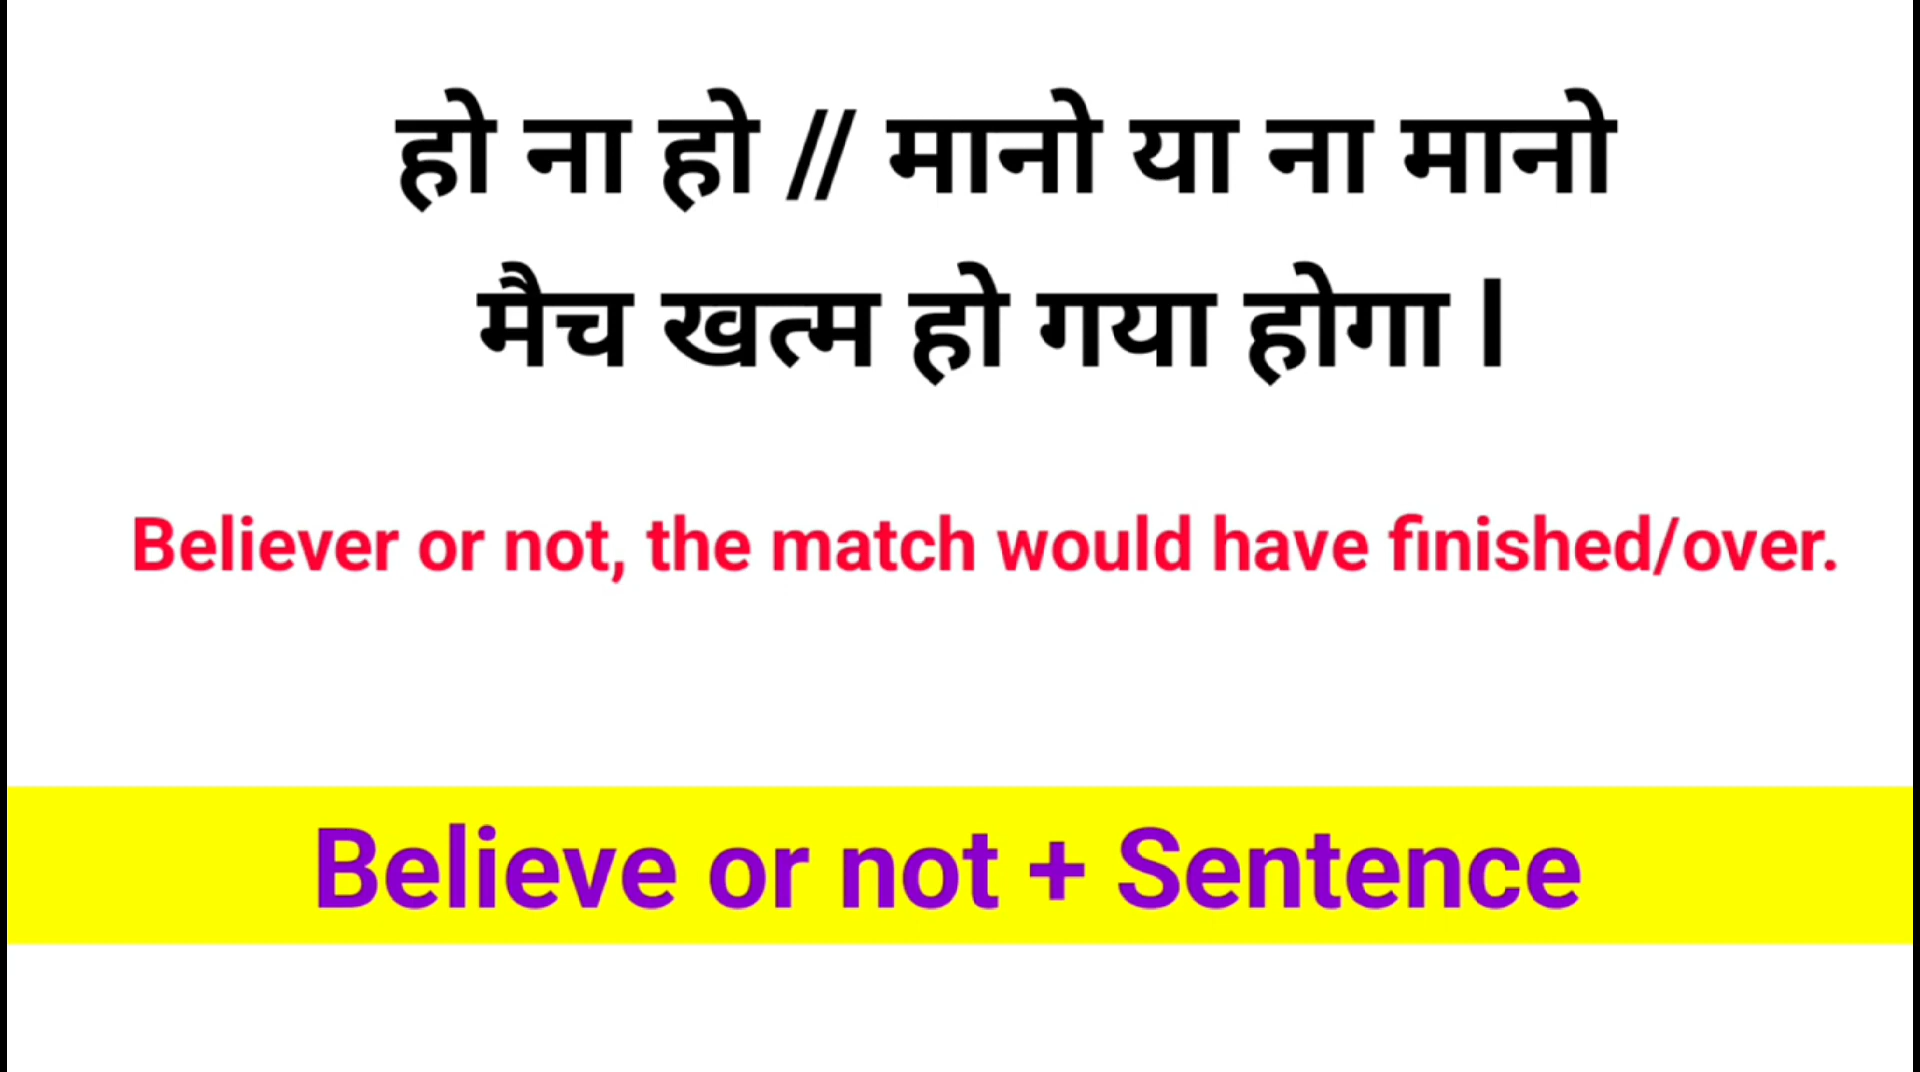 हो ना हो // मानो या ना मानो
मैच खत्म हो गया होगा l
Believer or not, the match would have finished/over.
Believe or not + Sentence